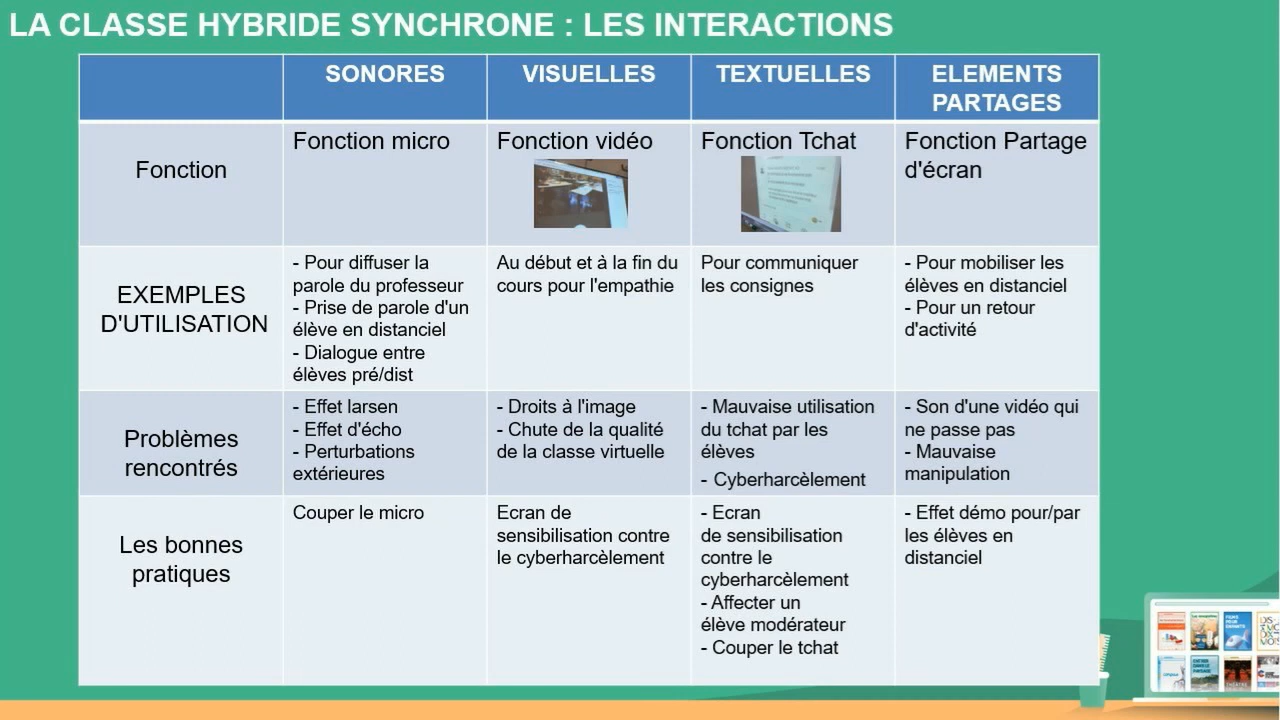 LA CLASSE HYBRIDE SYNCHRONE : LES INTERACTIONS
SONORES
VISUELLES
TEXTUELLES
ELEMENTS
PARTAGES
Fonction
Fonction micro
Fonction vidéo
Fonction Tchat
Fonction Partage
d'écran
EXEMPLES
D'UTILISATION
- Pour diffuser la
parole du professeur
- Prise de parole d'un
élève en distanciel
- Dialogue entre
élèves pré/dist
Au début et à la fin du
cours pour l'empathie
Pour communiquer
les consignes
- Pour mobiliser les
élèves en distanciel
- Pour un retour
d'activité
Problèmes
rencontrés
- Effet larsen
- Effet d'écho
- Perturbations
extérieures
- Droits à l'image
- Chute de la qualité
de la classe virtuelle
- Mauvaise utilisation
du tchat par les
élèves
- Cyberharcèlement
- Son d'une vidéo qui
ne passe pas
- Mauvaise
manipulation
Les bonnes
pratiques
Couper le micro
Ecran de
sensibilisation contre
le cyberharcèlement
- Ecran
de sensibilisation
contre le
cyberharcèlement
- Affecter un
élève modérateur
- Couper le tchat
- Effet démo pour/par
les élèves en
distanciel